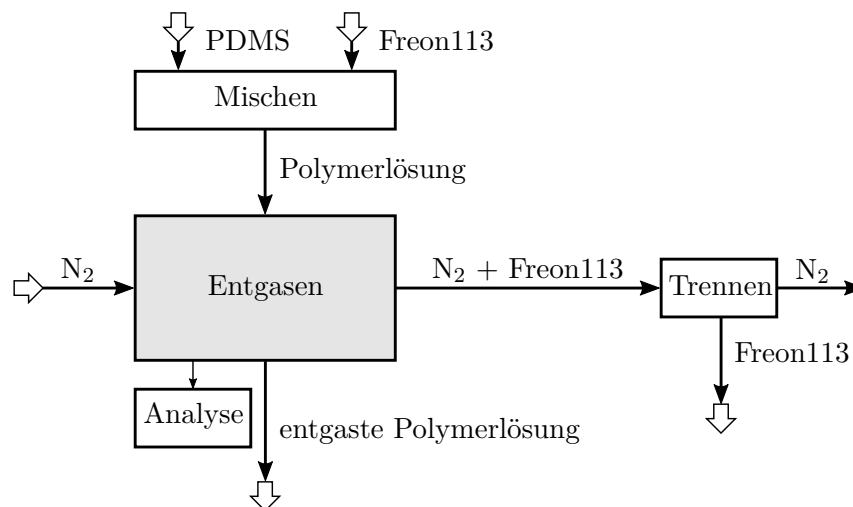 PDMS
Freon113
Mischen
Polymerlösung
N2
Entgasen
N2 + Freon113
Trennen
N2
Freon113
Analyse
entgaste Polymerlösung